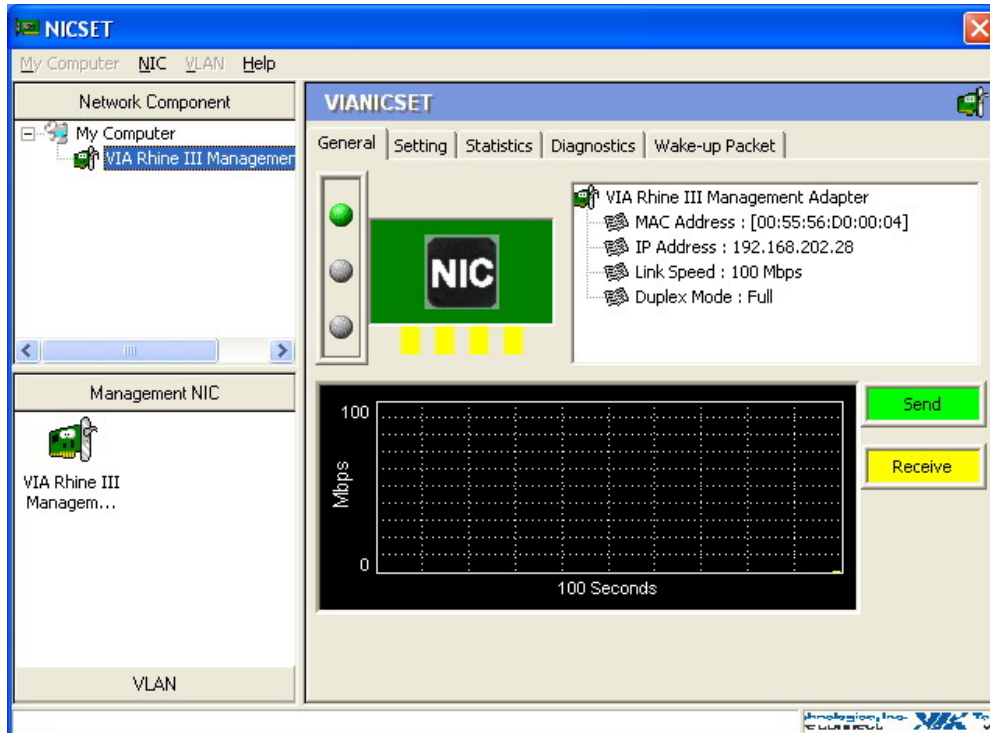 NICSET
My Computer NIC VLAN Help
Network Component
My Computer
VIA Rhine III Managemer
Management NIC
VIA Rhine III
Managem...
VLAN
VIANICSET
General Setting Statistics Diagnostics Wake-up Packet
NIC
VIA Rhine III Management Adapter
MAC Address : [00:55:56:D0:00:04]
IP Address : 192.168.202.28
Link Speed : 100 Mbps
Duplex Mode : Full
100
Mbps
0
100 Seconds
Send
Receive
VIA